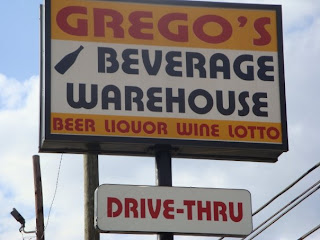 GREGO'S
BEVERAGE
WAREHOUSE
BEER LIQUOR WINE LOTTO
DRIVE-THRU